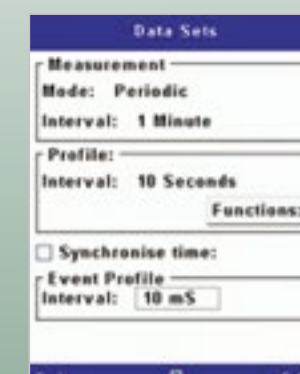 Data Sets
Measurement
Mode: Periodic
Interval: 1 Minute
Profile:
Interval: 10 Seconds
Functions:
Synchronise time:
Event Profile
Interval: 10 mS